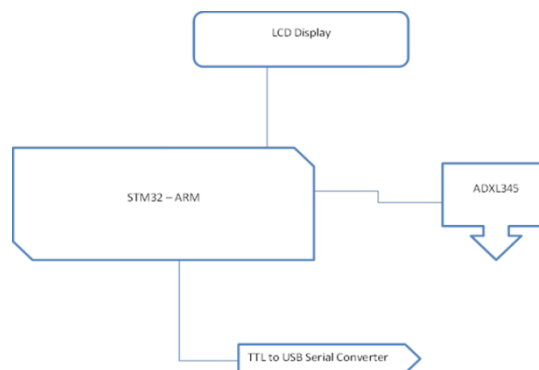 LCD Display
STM32 – ARM
ADXL345
TTL to USB Serial Converter